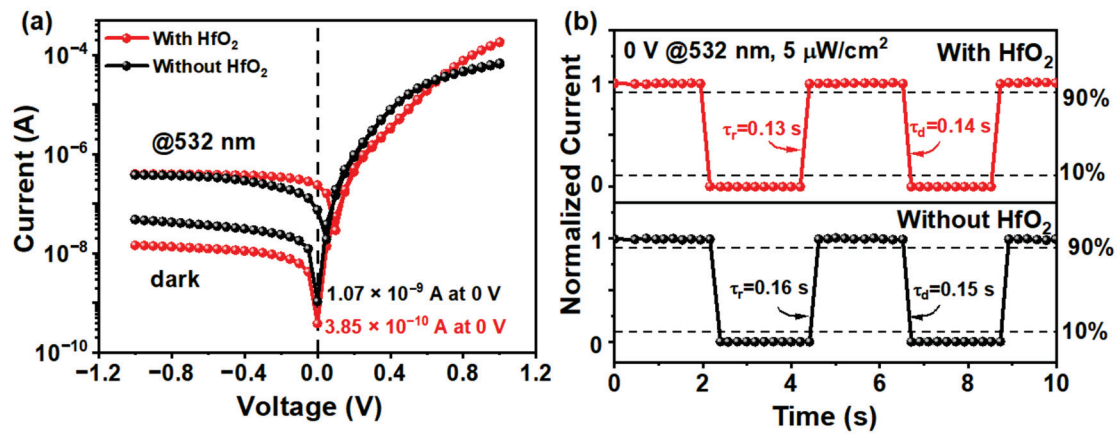 (a)
With HfO₂
Without HfO₂
@532 nm
dark
1.07 × 10⁻⁹ A at 0 V
3.85 × 10⁻¹⁰ A at 0 V
Current (A)
10⁻⁴
10⁻⁶
10⁻⁸
10⁻¹⁰
−1.2 −0.8 −0.4 0.0 0.4 0.8 1.2
Voltage (V)
(b)
0 V @532 nm, 5 μW/cm²
With HfO₂
90%
τr=0.13 s
τd=0.14 s
10%
Without HfO₂
90%
τr=0.16 s
τd=0.15 s
10%
Normalized Current
1
0
1
0
0 2 4 6 8 10
Time (s)